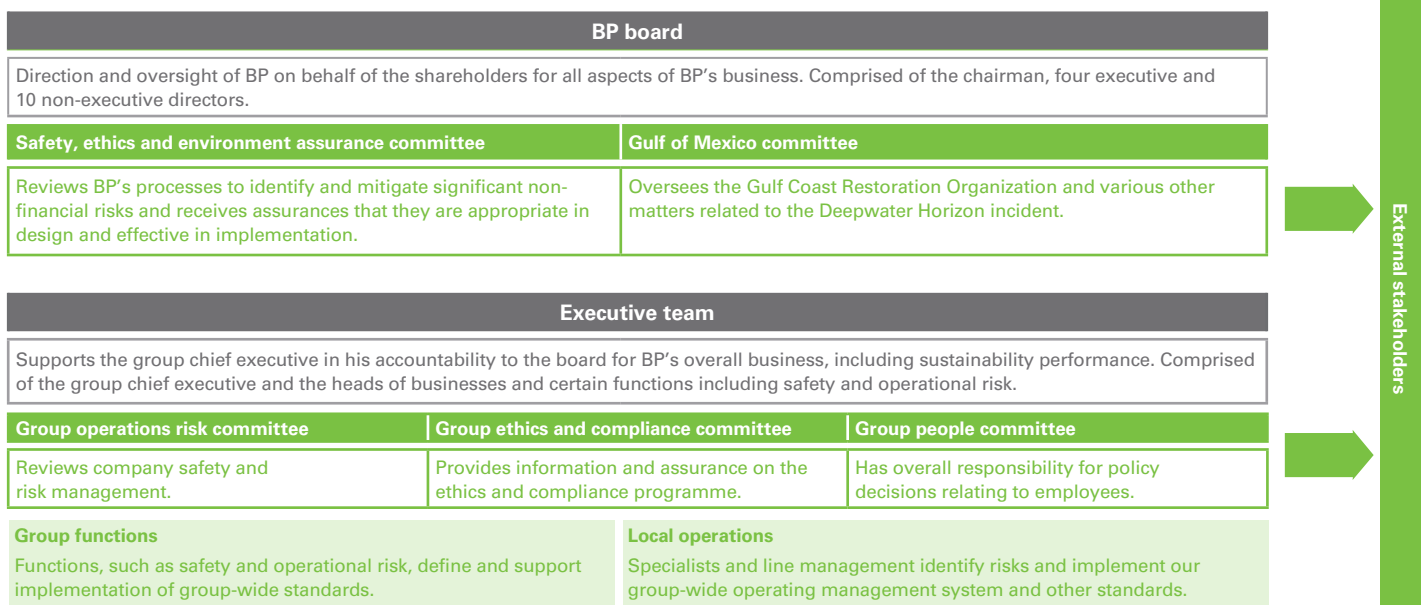 BP board
Direction and oversight of BP on behalf of the shareholders for all aspects of BP's business. Comprised of the chairman, four executive and
10 non-executive directors.
Safety, ethics and environment assurance committee
Reviews BP's processes to identify and mitigate significant non-
financial risks and receives assurances that they are appropriate in
design and effective in implementation.
Gulf of Mexico committee
Oversees the Gulf Coast Restoration Organization and various other
matters related to the Deepwater Horizon incident.
Executive team
Supports the group chief executive in his accountability to the board for BP's overall business, including sustainability performance. Comprised
of the group chief executive and the heads of businesses and certain functions including safety and operational risk.
Group operations risk committee
Reviews company safety and
risk management.
Group ethics and compliance committee
Provides information and assurance on the
ethics and compliance programme.
Group people committee
Has overall responsibility for policy
decisions relating to employees.
Group functions
Functions, such as safety and operational risk, define and support
implementation of group-wide standards.
Local operations
Specialists and line management identify risks and implement our
group-wide operating management system and other standards.
External stakeholders